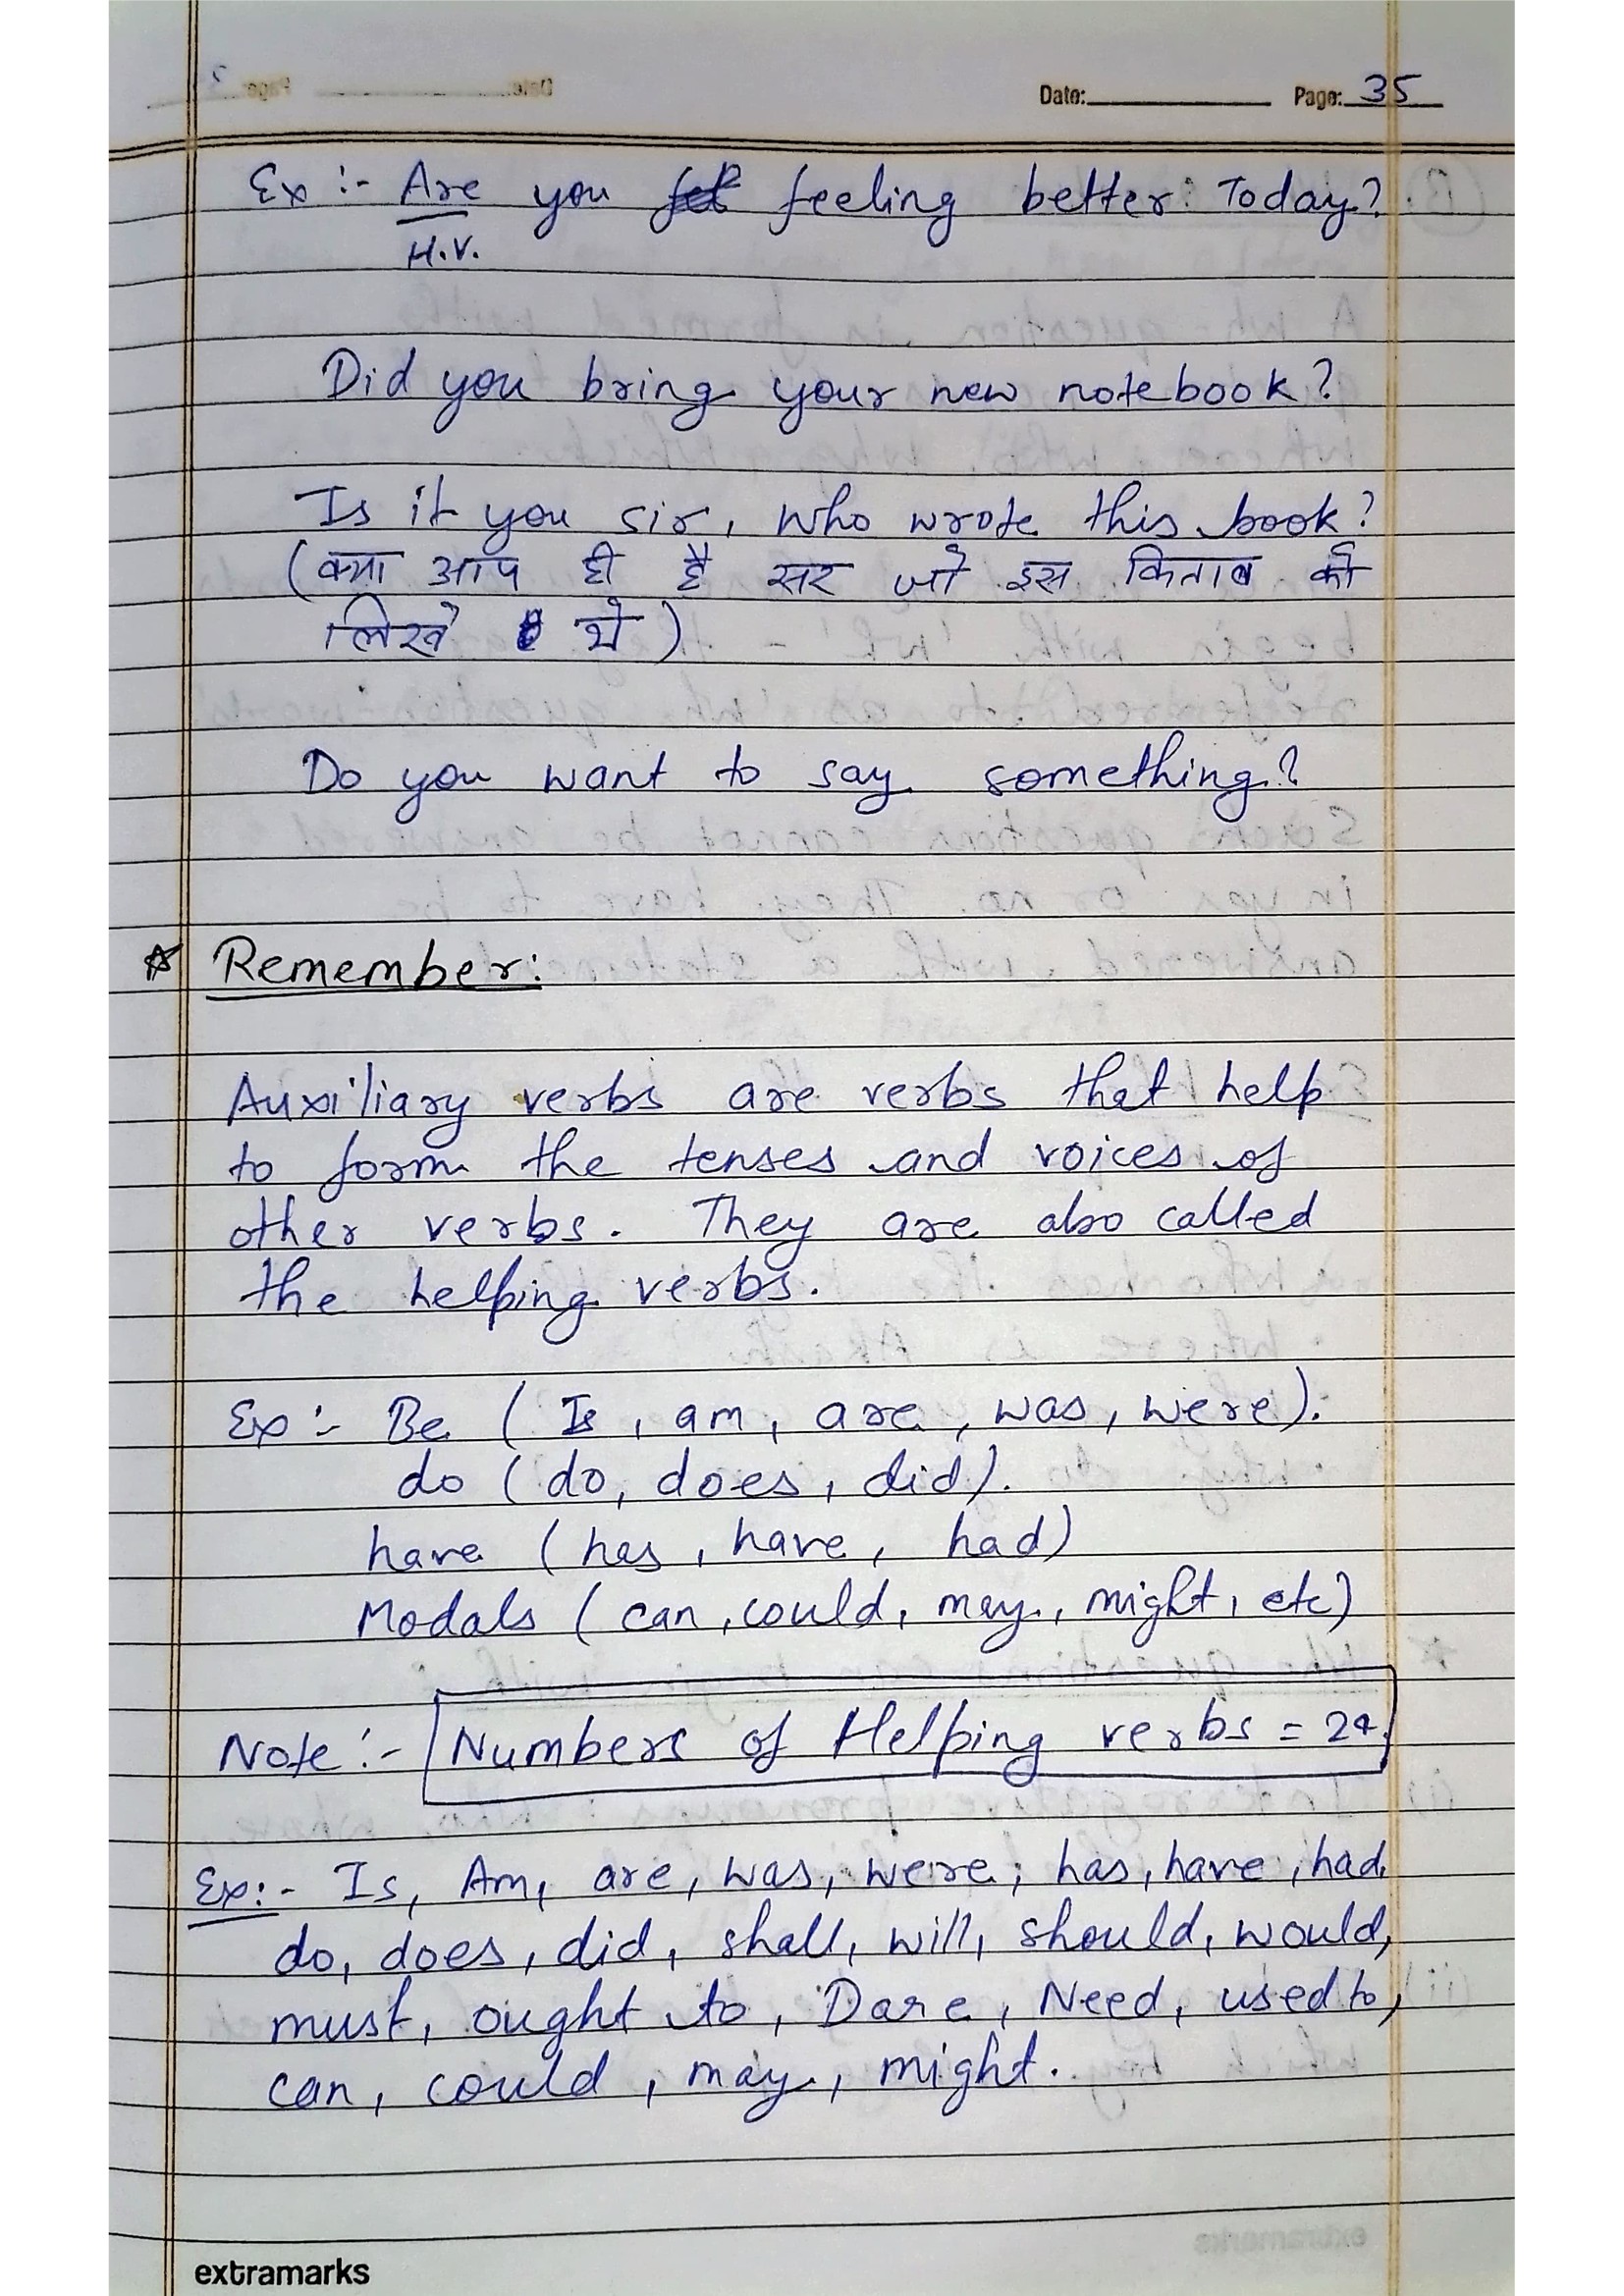 Date: Page: 35
Ex :- Are you feeling better Today?
H.V.
Did you bring your new notebook?
Is it you sir, who wrote this book?
(क्या आप ही है सर जो इस किताब को
लिखे थे)
Do you want to say something?
☆ Remember:
Auxiliary verbs are verbs that help
to form the tenses and voices of
other verbs. They are also called
the helping verbs.
Ex :- Be ( Is, am, are, was, were).
do (do, does, did).
have (has, have, had)
Modals (can, could, may, might, etc)
Note :- Numbers of Helping verbs = 24.
Ex:- Is, Am, are, was, were; has, have, had,
do, does, did, shall, will, should, would,
must, ought to, Dare, Need, used to,
can, could, may, might.
extramarks